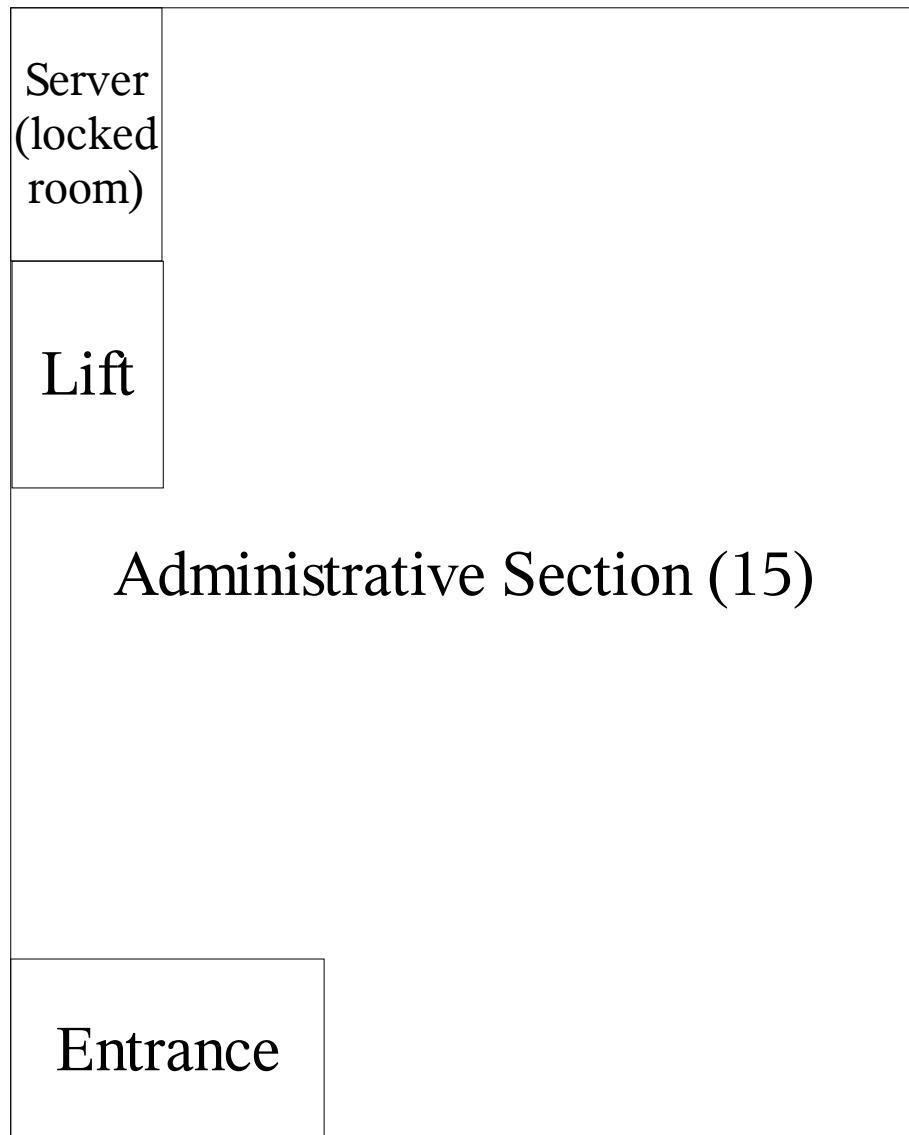 Server
(locked
room)
Lift
Administrative Section (15)
Entrance